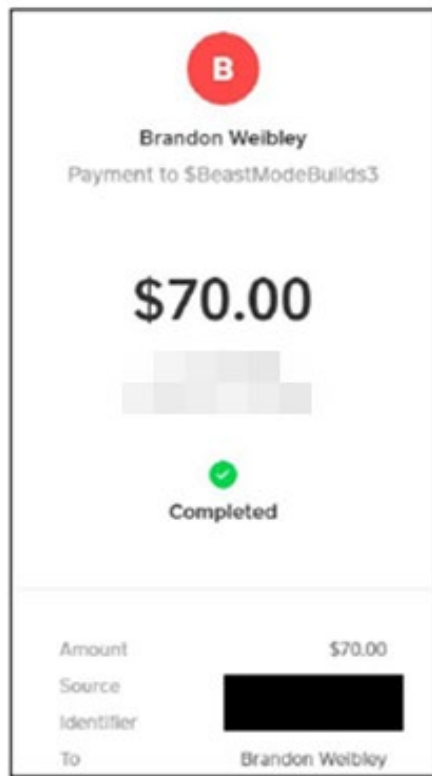 B
Brandon Weibley
Payment to $BeastModeBuilds3
$70.00
Completed
Amount $70.00
Source
Identifier
To Brandon Weibley